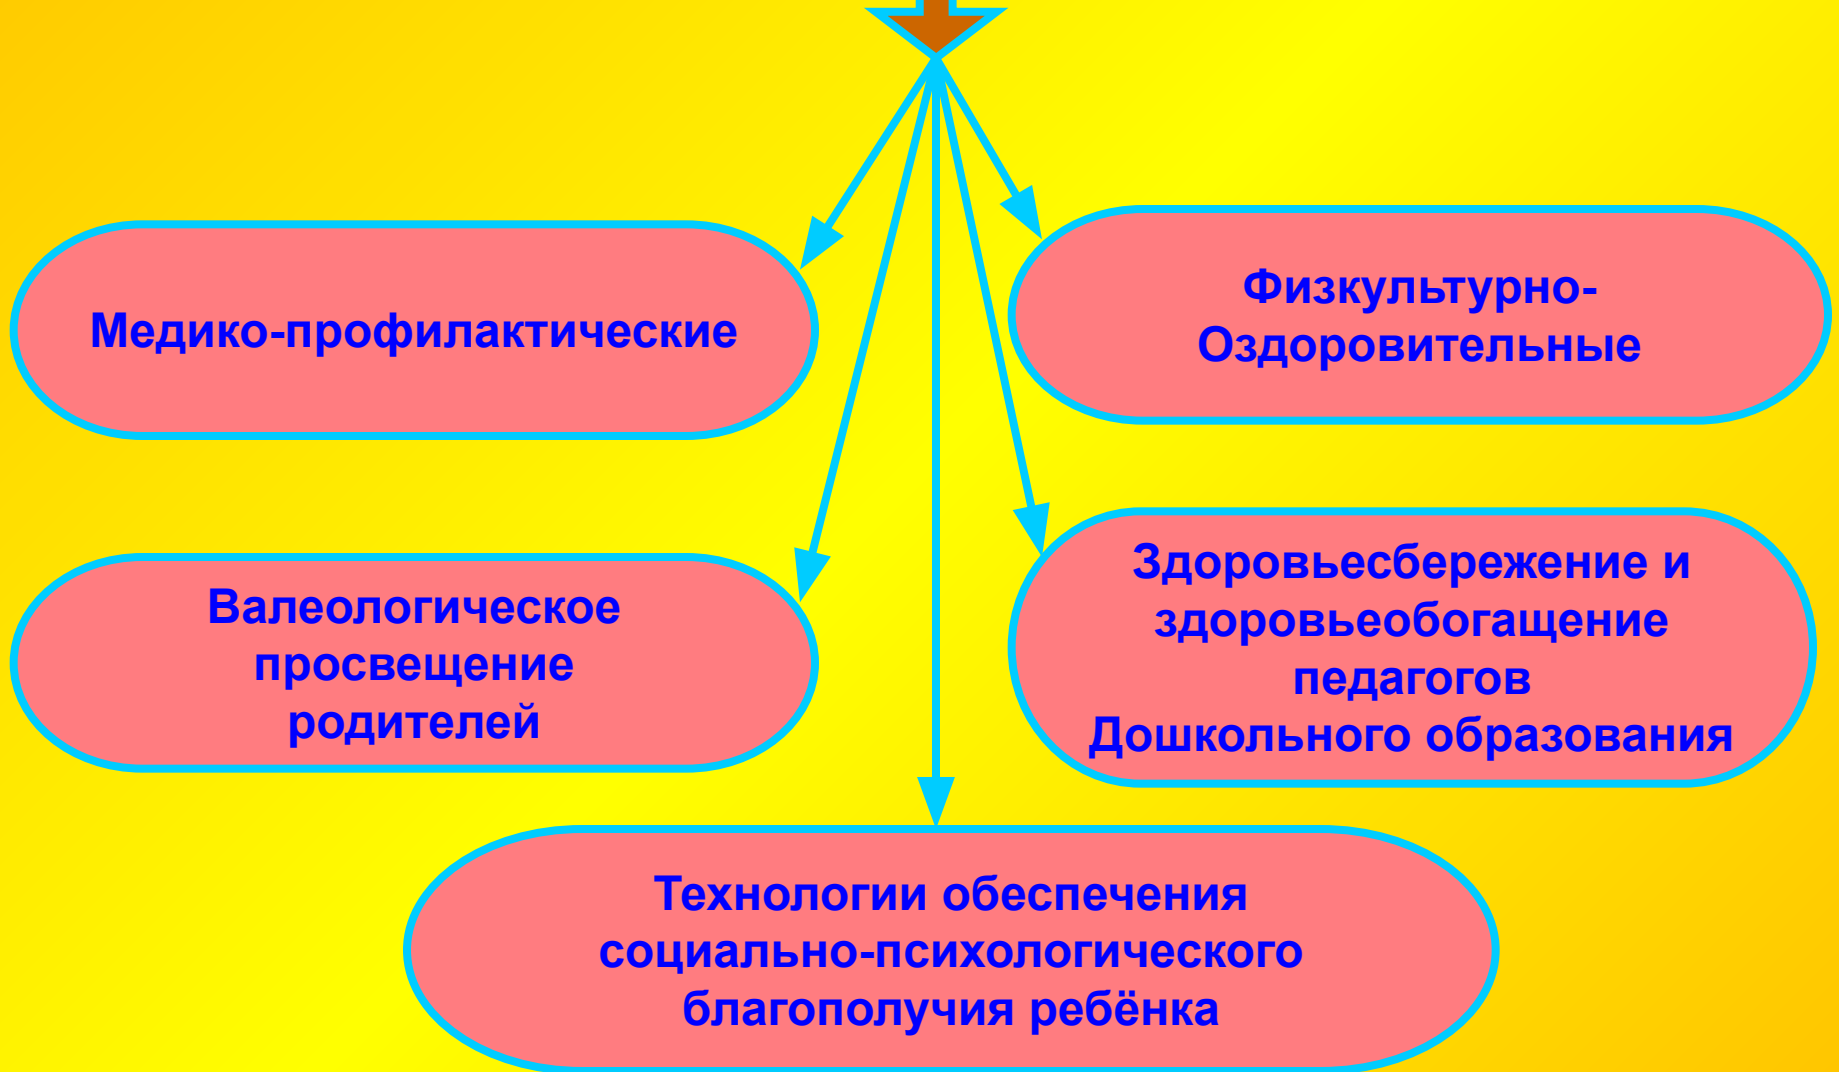 Медико-профилактические
Физкультурно-
Оздоровительные
Валеологическое
просвещение
родителей
Здоровьесбережение и
здоровьеобогащение
педагогов
Дошкольного образования
Технологии обеспечения
социально-психологического
благополучия ребёнка